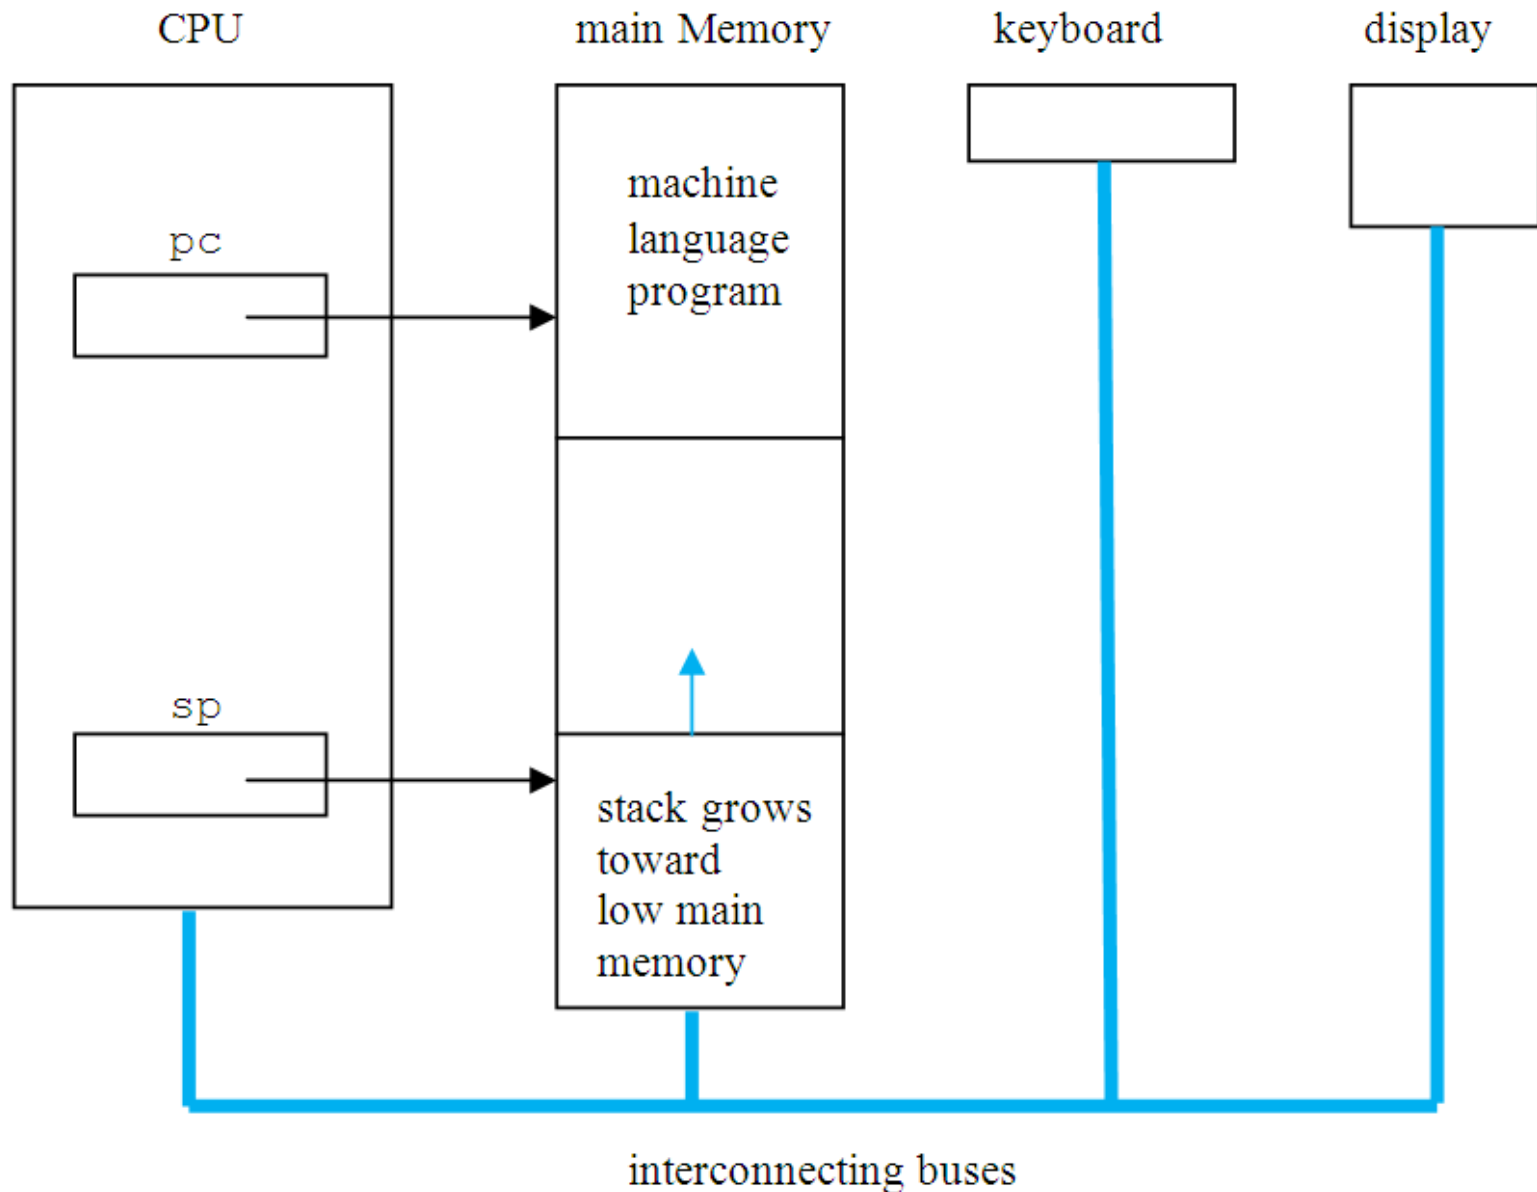 CPU
main Memory
keyboard
display
machine
language
program
pc
sp
stack grows
toward
low main
memory
interconnecting buses